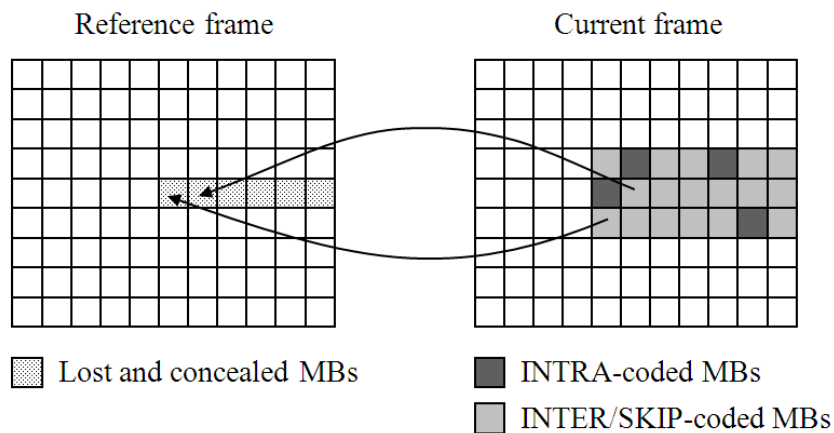 Reference frame
Current frame
Lost and concealed MBs
INTRA-coded MBs
INTER/SKIP-coded MBs